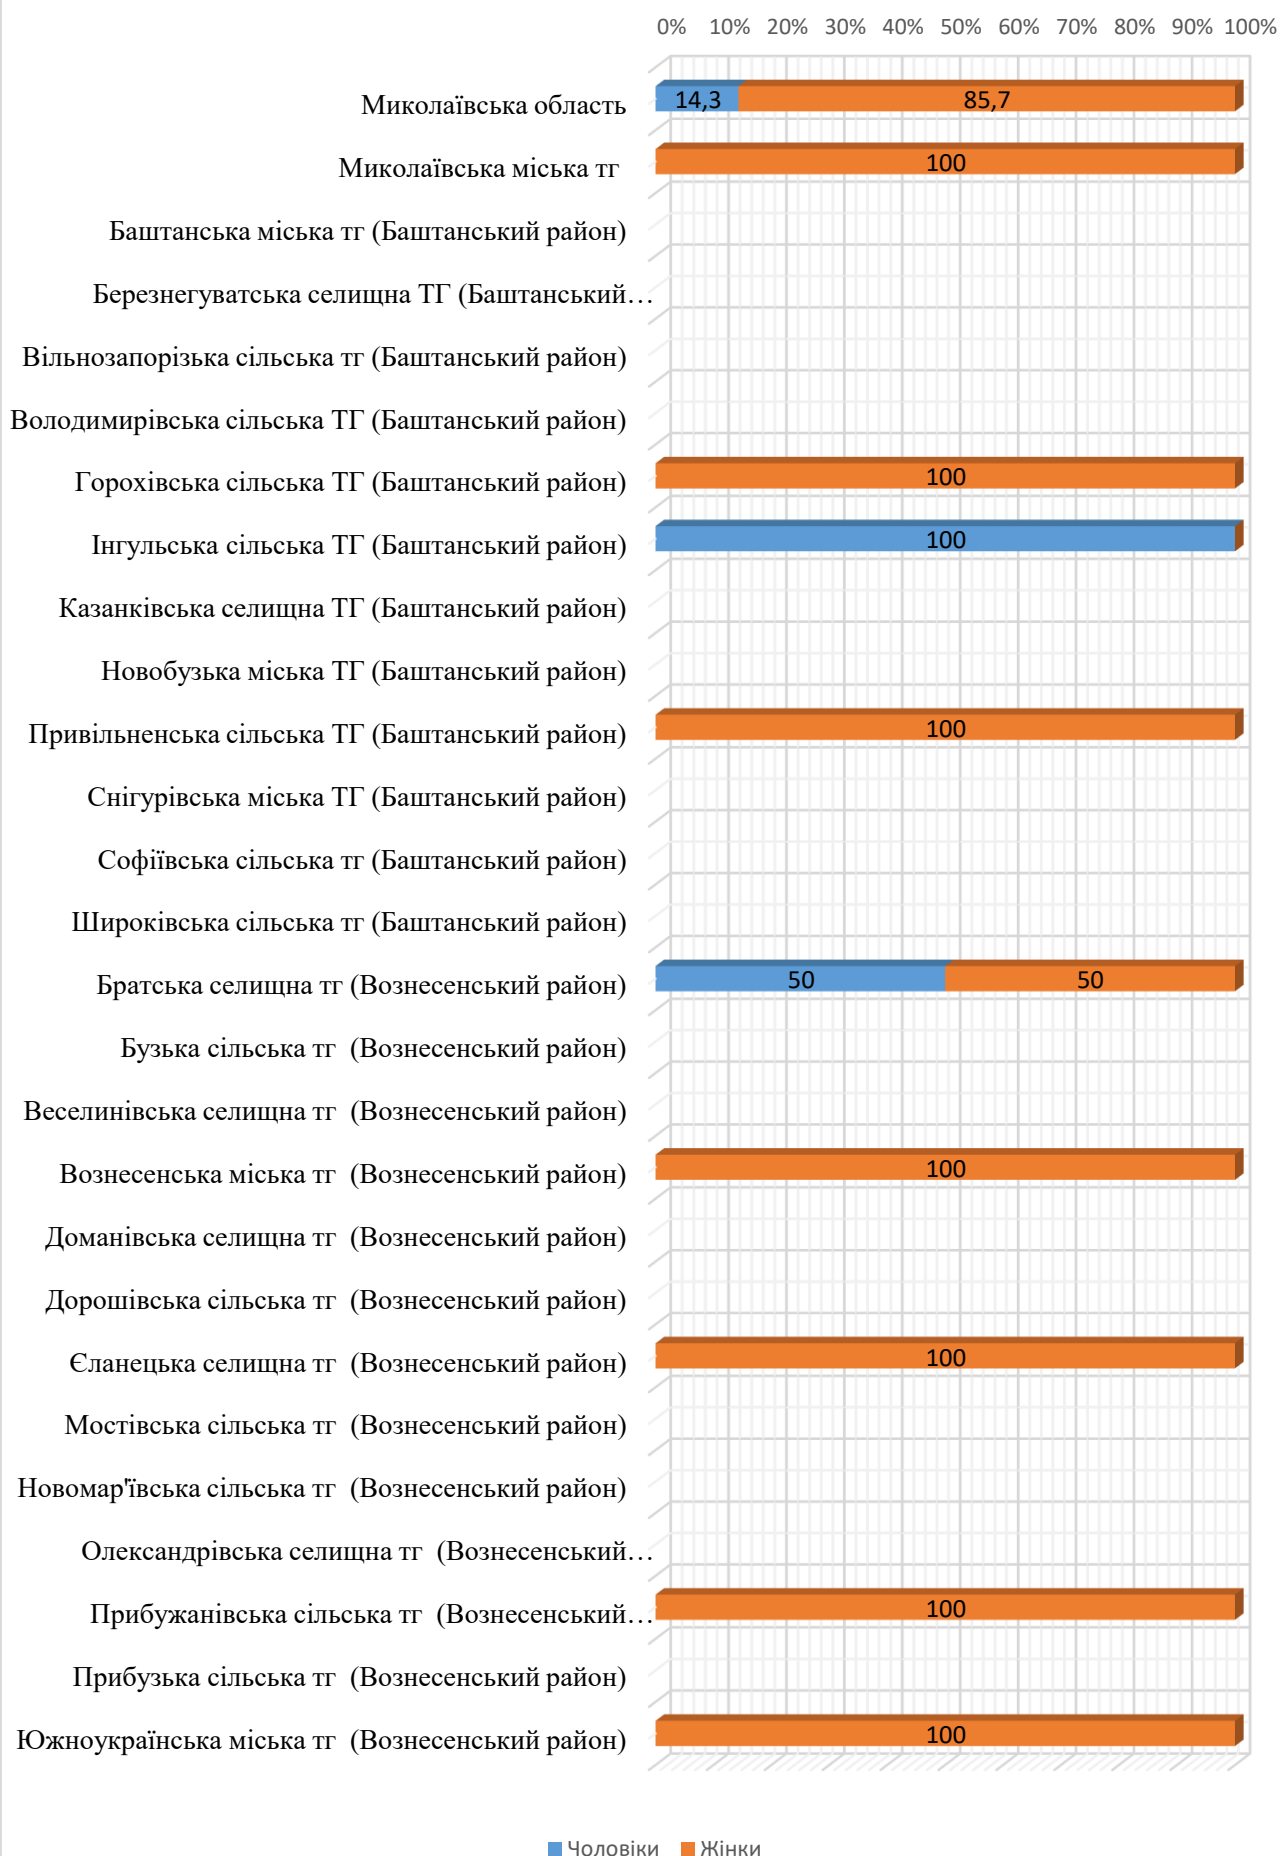 0% 10% 20% 30% 40% 50% 60% 70% 80% 90% 100%
Миколаївська область 14,3 85,7
Миколаївська міська тг 100
Баштанська міська тг (Баштанський район)
Березнегуватська селищна ТГ (Баштанський…
Вільнозапорізька сільська тг (Баштанський район)
Володимирівська сільська ТГ (Баштанський район)
Горохівська сільська ТГ (Баштанський район) 100
Інгульська сільська ТГ (Баштанський район) 100
Казанківська селищна ТГ (Баштанський район)
Новобузька міська ТГ (Баштанський район)
Привільненська сільська ТГ (Баштанський район) 100
Снігурівська міська ТГ (Баштанський район)
Софіївська сільська тг (Баштанський район)
Широківська сільська тг (Баштанський район)
Братська селищна тг (Вознесенський район) 50 50
Бузька сільська тг (Вознесенський район)
Веселинівська селищна тг (Вознесенський район)
Вознесенська міська тг (Вознесенський район) 100
Доманівська селищна тг (Вознесенський район)
Дорошівська сільська тг (Вознесенський район)
Єланецька селищна тг (Вознесенський район) 100
Мостівська сільська тг (Вознесенський район)
Новомар'ївська сільська тг (Вознесенський район)
Олександрівська селищна тг (Вознесенський…
Прибужанівська сільська тг (Вознесенський… 100
Прибузька сільська тг (Вознесенський район)
Южноукраїнська міська тг (Вознесенський район) 100
Чоловіки Жінки